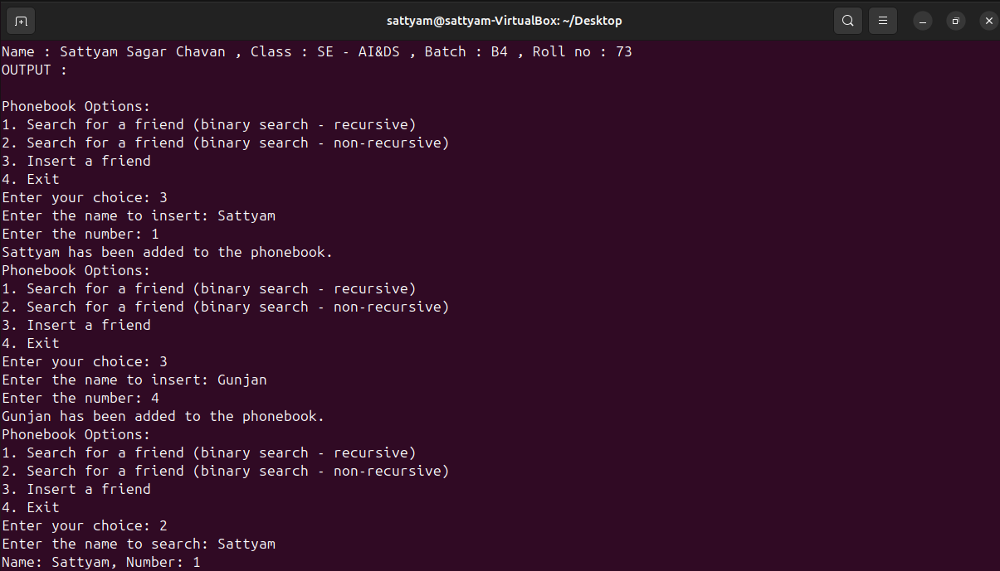 sattyam@sattyam-VirtualBox: ~/Desktop
Name : Sattyam Sagar Chavan , Class : SE - AI&DS , Batch : B4 , Roll no : 73
OUTPUT :
Phonebook Options:
1. Search for a friend (binary search - recursive)
2. Search for a friend (binary search - non-recursive)
3. Insert a friend
4. Exit
Enter your choice: 3
Enter the name to insert: Sattyam
Enter the number: 1
Sattyam has been added to the phonebook.
Phonebook Options:
1. Search for a friend (binary search - recursive)
2. Search for a friend (binary search - non-recursive)
3. Insert a friend
4. Exit
Enter your choice: 3
Enter the name to insert: Gunjan
Enter the number: 4
Gunjan has been added to the phonebook.
Phonebook Options:
1. Search for a friend (binary search - recursive)
2. Search for a friend (binary search - non-recursive)
3. Insert a friend
4. Exit
Enter your choice: 2
Enter the name to search: Sattyam
Name: Sattyam, Number: 1